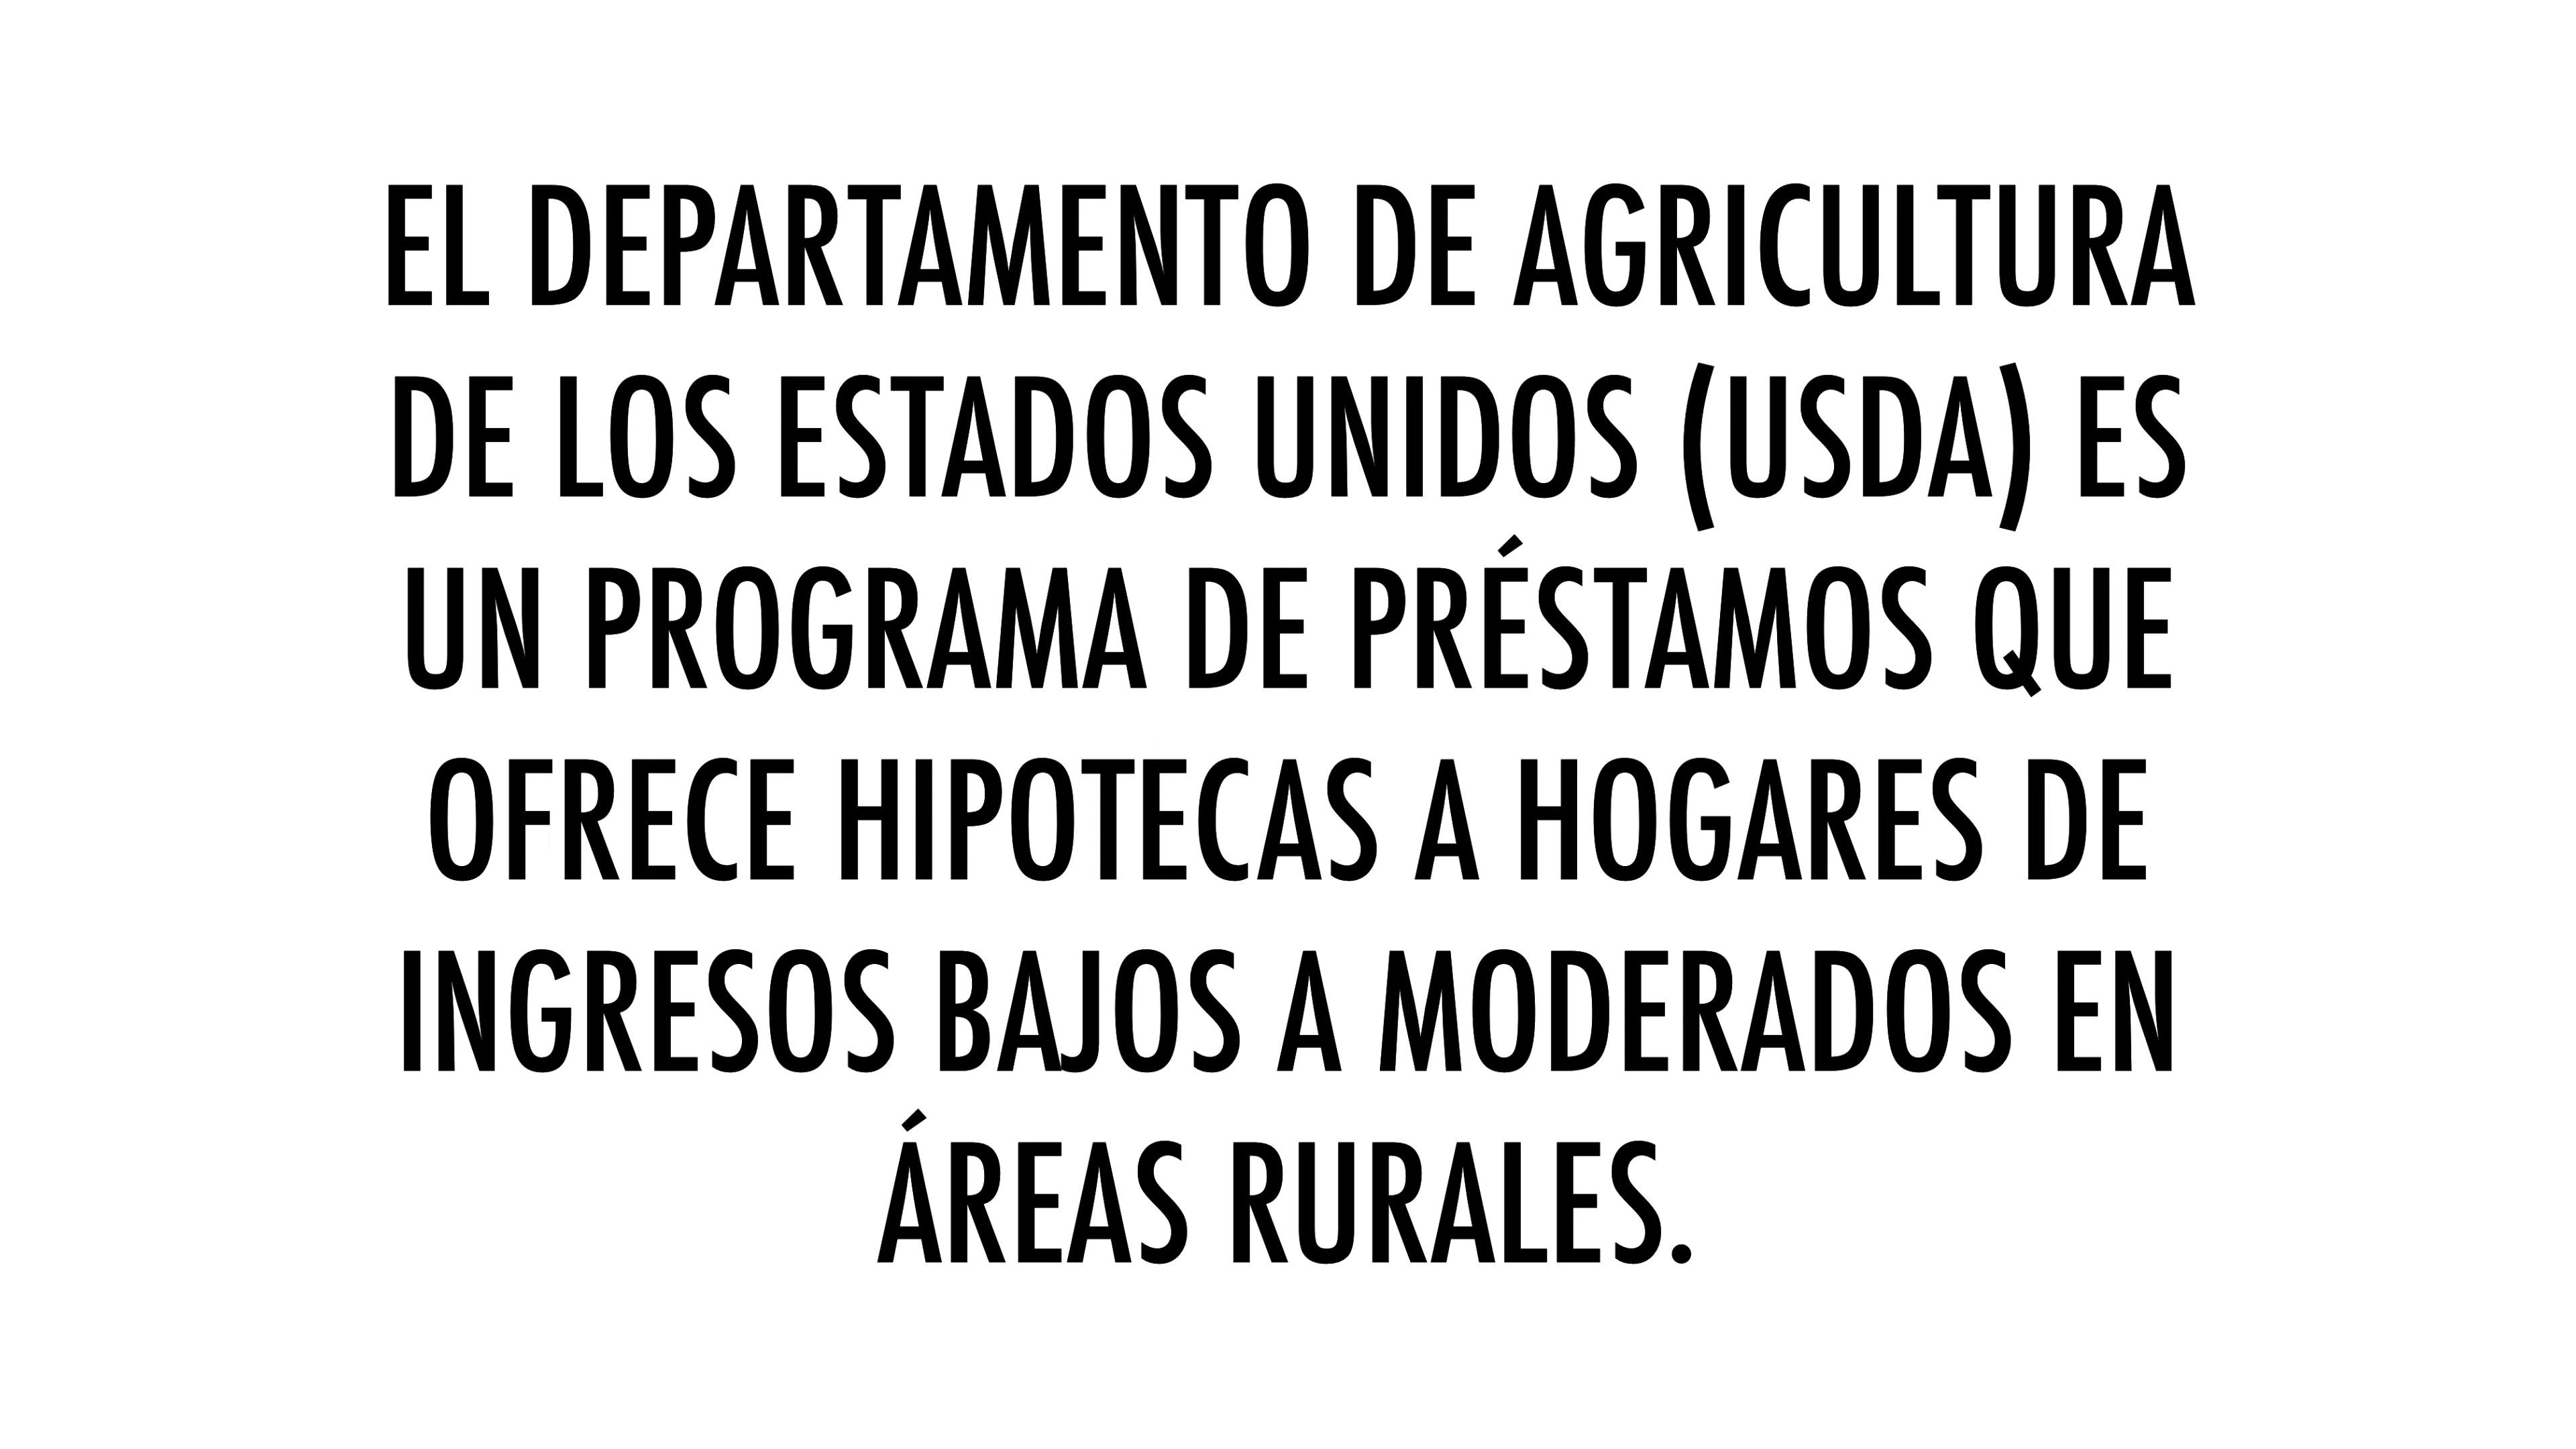 EL DEPARTAMENTO DE AGRICULTURA
DE LOS ESTADOS UNIDOS (USDA) ES
UN PROGRAMA DE PRÉSTAMOS QUE
OFRECE HIPOTECAS A HOGARES DE
INGRESOS BAJOS A MODERADOS EN
ÁREAS RURALES.